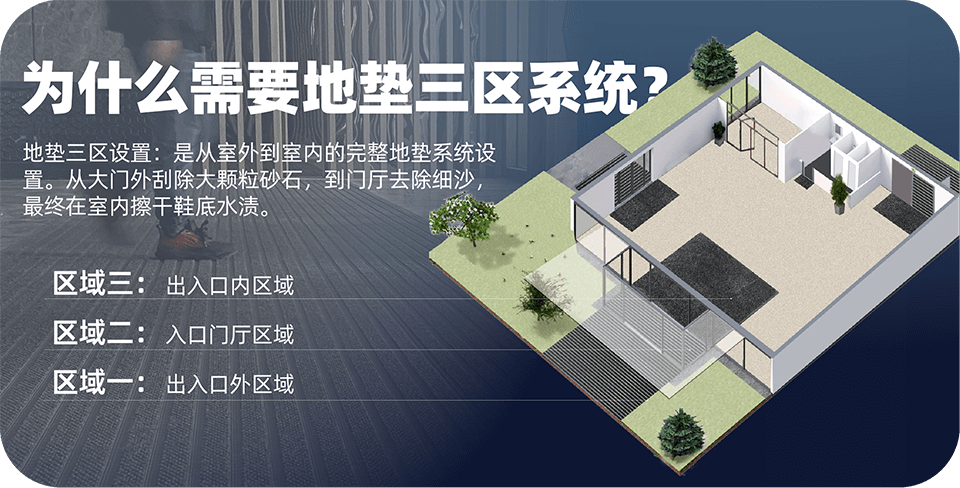 为什么需要地垫三区系统？
地垫三区设置：是从室外到室内的完整地垫系统设
置。从大门外刮除大颗粒砂石，到门厅去除细沙，
最终在室内擦干鞋底水渍。
区域三： 出入口内区域
区域二： 入口门厅区域
区域一： 出入口外区域